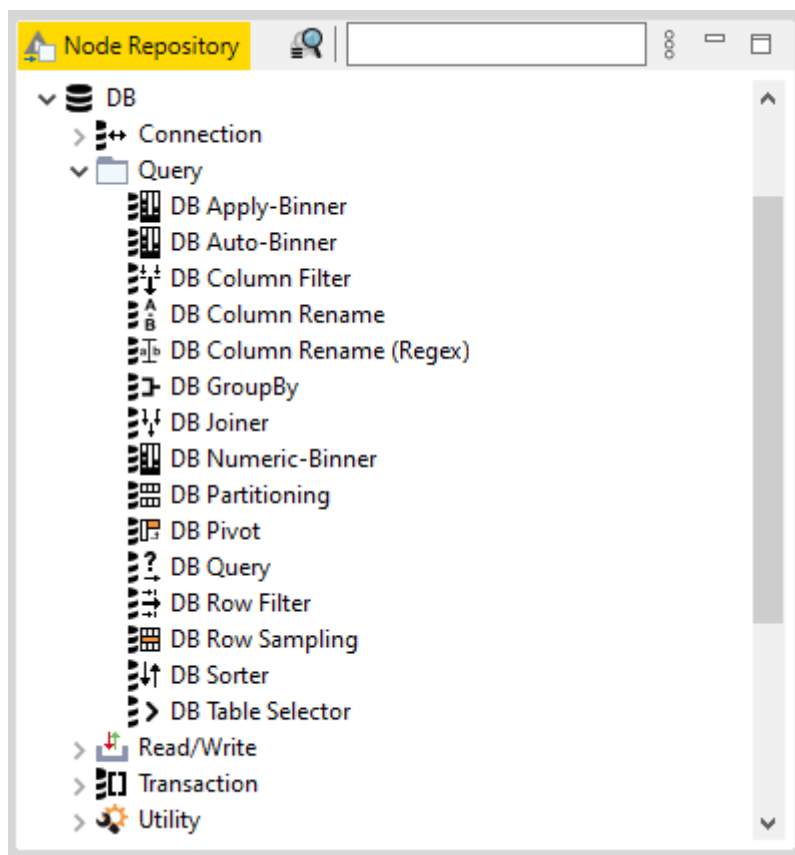 Node Repository
DB
Connection
Query
DB Apply-Binner
DB Auto-Binner
DB Column Filter
DB Column Rename
DB Column Rename (Regex)
DB GroupBy
DB Joiner
DB Numeric-Binner
DB Partitioning
DB Pivot
DB Query
DB Row Filter
DB Row Sampling
DB Sorter
DB Table Selector
Read/Write
Transaction
Utility